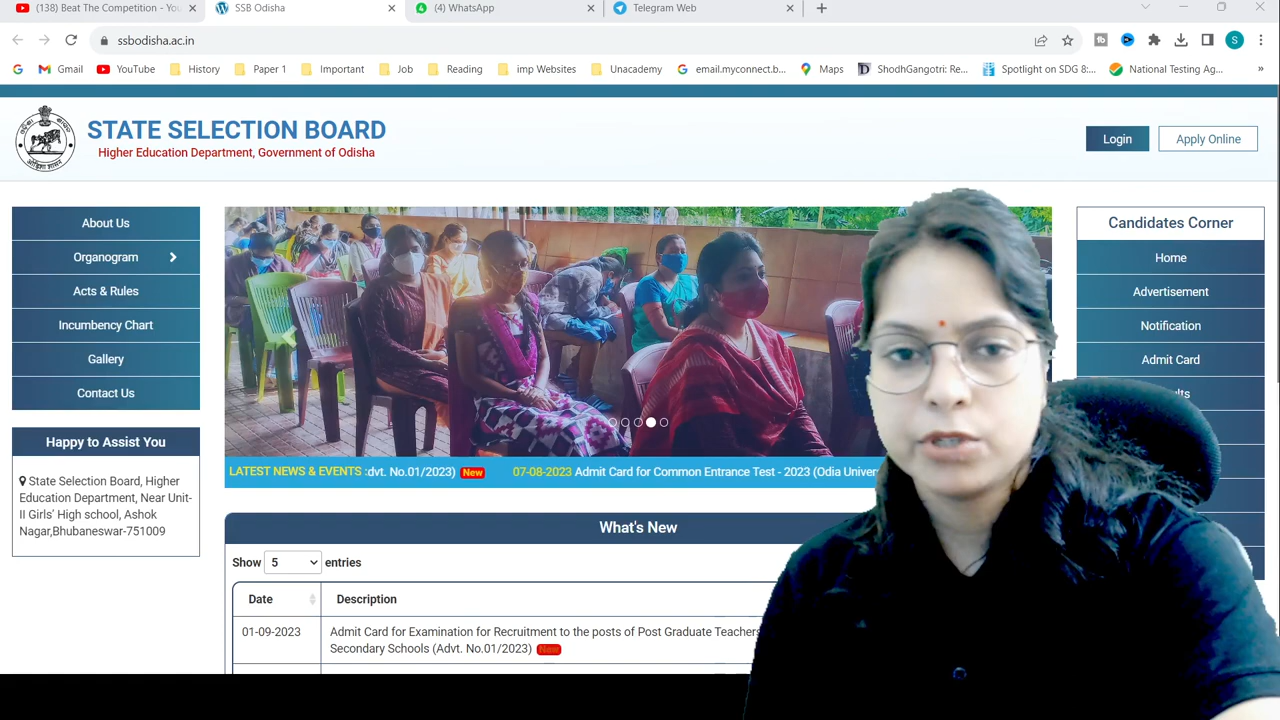 (138) Beat The Competition - You
SSB Odisha
(4) WhatsApp
Telegram Web
ssbodisha.ac.in
Gmail
YouTube
History
Paper 1
Important
Job
Reading
imp Websites
Unacademy
email.myconnect.b...
Maps
ShodhGangotri: Re...
Spotlight on SDG 8:...
National Testing Ag...
»
STATE SELECTION BOARD
Higher Education Department, Government of Odisha
Login
Apply Online
About Us
Organogram
Acts & Rules
Incumbency Chart
Gallery
Contact Us
Happy to Assist You
State Selection Board, Higher
Education Department, Near Unit-
II Girls' High school, Ashok
Nagar,Bhubaneswar-751009
LATEST NEWS & EVENTS : dvt. No.01/2023) New 07-08-2023 Admit Card for Common Entrance Test - 2023 (Odia Univer
What's New
Show 5 entries
Date Description
01-09-2023 Admit Card for Examination for Recruitment to the posts of Post Graduate Teachers
Secondary Schools (Advt. No.01/2023) New
Candidates Corner
Home
Advertisement
Notification
Admit Card
ults